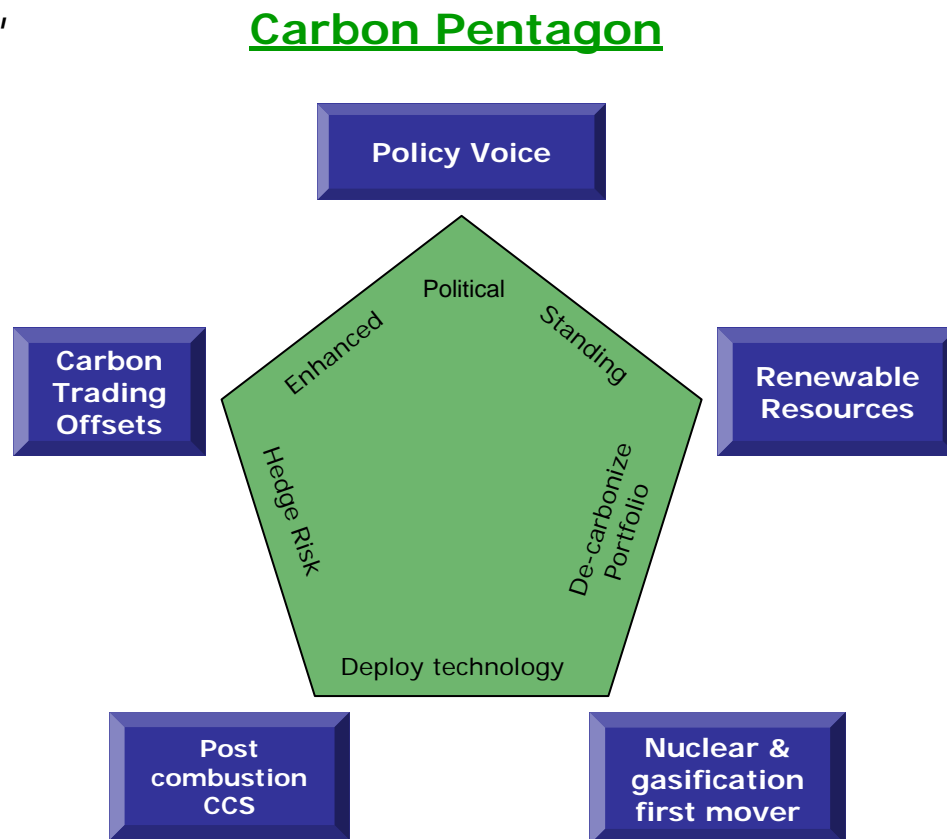 Carbon Pentagon
Policy Voice
Political
Enhanced
Standing
Carbon
Trading
Offsets
Renewable
Resources
Hedge Risk
De-carbonize
Portfolio
Deploy technology
Post
combustion
CCS
Nuclear &
gasification
first mover